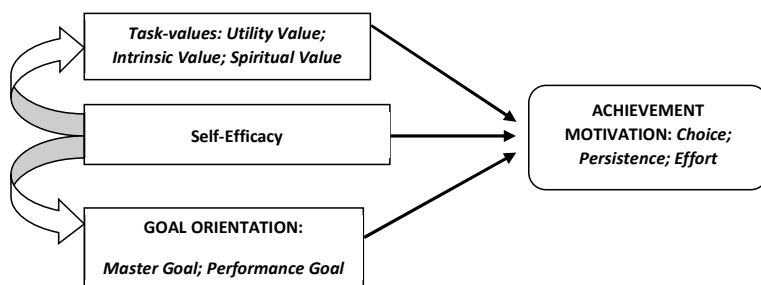 Task-values: Utility Value;
Intrinsic Value; Spiritual Value
Self-Efficacy
GOAL ORIENTATION:
Master Goal; Performance Goal
ACHIEVEMENT
MOTIVATION: Choice;
Persistence; Effort